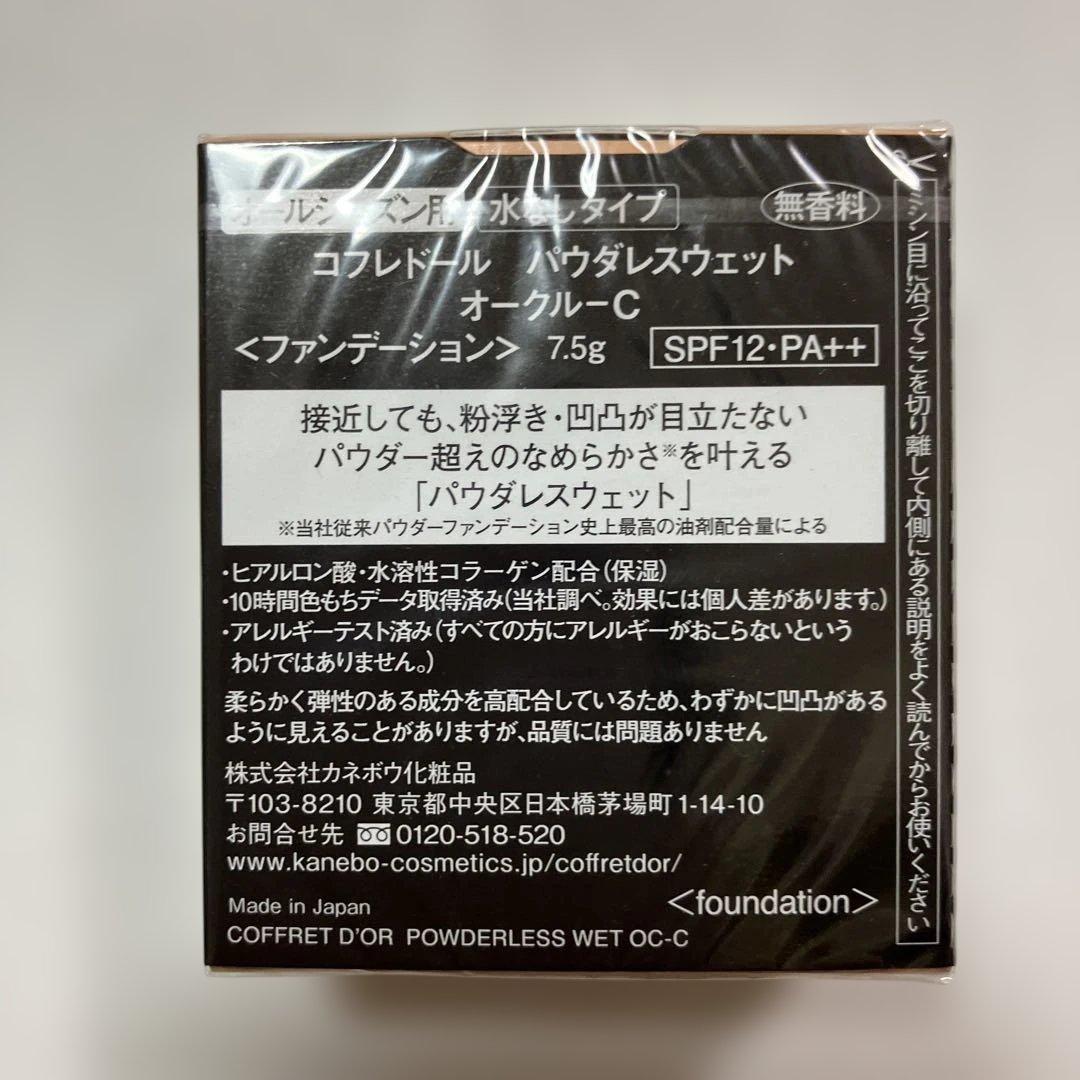 オールシーズン用 水なしタイプ 無香料
コフレドール パウダレスウェット
オークルーC
<ファンデーション> 7.5g SPF12・PA++
接近しても、粉浮き・凹凸が目立たない
パウダー超えのなめらかさ※を叶える
「パウダレスウェット」
※当社従来パウダーファンデーション史上最高の油剤配合量による
・ヒアルロン酸・水溶性コラーゲン配合(保湿)
・10時間色もちデータ取得済み(当社調べ。効果には個人差があります。)
・アレルギーテスト済み(すべての方にアレルギーがおこらないという
わけではありません。)
柔らかく弾性のある成分を高配合しているため、わずかに凹凸がある
ように見えることがありますが、品質には問題ありません
株式会社カネボウ化粧品
〒103-8210 東京都中央区日本橋茅場町1-14-10
お問合せ先 0120-518-520
www.kanebo-cosmetics.jp/coffretdor/
<foundation>
Made in Japan
COFFRET D'OR POWDERLESS WET OC-C
ミシン目に沿ってここを切り離して内側にある説明をよく読んでからお使いください